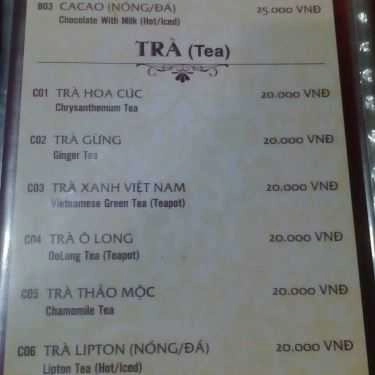 B03 CACAO (NÓNG/ĐÁ) 25.000 VNĐ
Chocolate With Milk (Hot/Iced)
TRÀ (Tea)
C01 TRÀ HOA CÚC 20.000 VNĐ
Chrysanthemum Tea
C02 TRÀ GỪNG 20.000 VNĐ
Ginger Tea
C03 TRÀ XANH VIỆT NAM 20.000 VNĐ
Vietnamese Green Tea (Teapot)
C04 TRÀ Ô LONG 20.000 VNĐ
OoLong Tea (Teapot)
C05 TRÀ THẢO MỘC 20.000 VNĐ
Chamomile Tea
C06 TRÀ LIPTON (NÓNG/ĐÁ) 20.000 VNĐ
Lipton Tea (Hot/Iced)